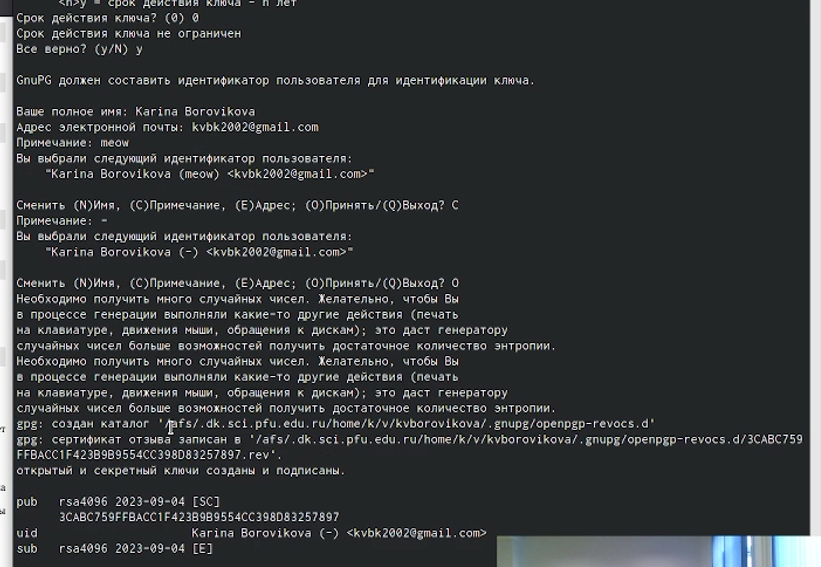 <n>y = срок действия ключа - n лет
Срок действия ключа? (0) 0
Срок действия ключа не ограничен
Все верно? (y/N) y
GnuPG должен составить идентификатор пользователя для идентификации ключа.
Ваше полное имя: Karina Borovikova
Адрес электронной почты: kvbk2002@gmail.com
Примечание: meow
Вы выбрали следующий идентификатор пользователя:
"Karina Borovikova (meow) <kvbk2002@gmail.com>"
Сменить (N)Имя, (C)Примечание, (E)Адрес; (O)Принять/(Q)Выход? C
Примечание: -
Вы выбрали следующий идентификатор пользователя:
"Karina Borovikova (-) <kvbk2002@gmail.com>"
Сменить (N)Имя, (C)Примечание, (E)Адрес; (O)Принять/(Q)Выход? O
Необходимо получить много случайных чисел. Желательно, чтобы Вы
в процессе генерации выполняли какие-то другие действия (печать
на клавиатуре, движения мыши, обращения к дискам); это даст генератору
случайных чисел больше возможностей получить достаточное количество энтропии.
Необходимо получить много случайных чисел. Желательно, чтобы Вы
в процессе генерации выполняли какие-то другие действия (печать
на клавиатуре, движения мыши, обращения к дискам); это даст генератору
случайных чисел больше возможностей получить достаточное количество энтропии.
gpg: создан каталог '/afs/.dk.sci.pfu.edu.ru/home/k/v/kvborovikova/.gnupg/openpgp-revocs.d'
gpg: сертификат отзыва записан в '/afs/.dk.sci.pfu.edu.ru/home/k/v/kvborovikova/.gnupg/openpgp-revocs.d/3CABC759
FFBACC1F423B9B9554CC398D83257897.rev'.
открытый и секретный ключи созданы и подписаны.
pub rsa4096 2023-09-04 [SC]
3CABC759FFBACC1F423B9B9554CC398D83257897
uid Karina Borovikova (-) <kvbk2002@gmail.com>
sub rsa4096 2023-09-04 [E]